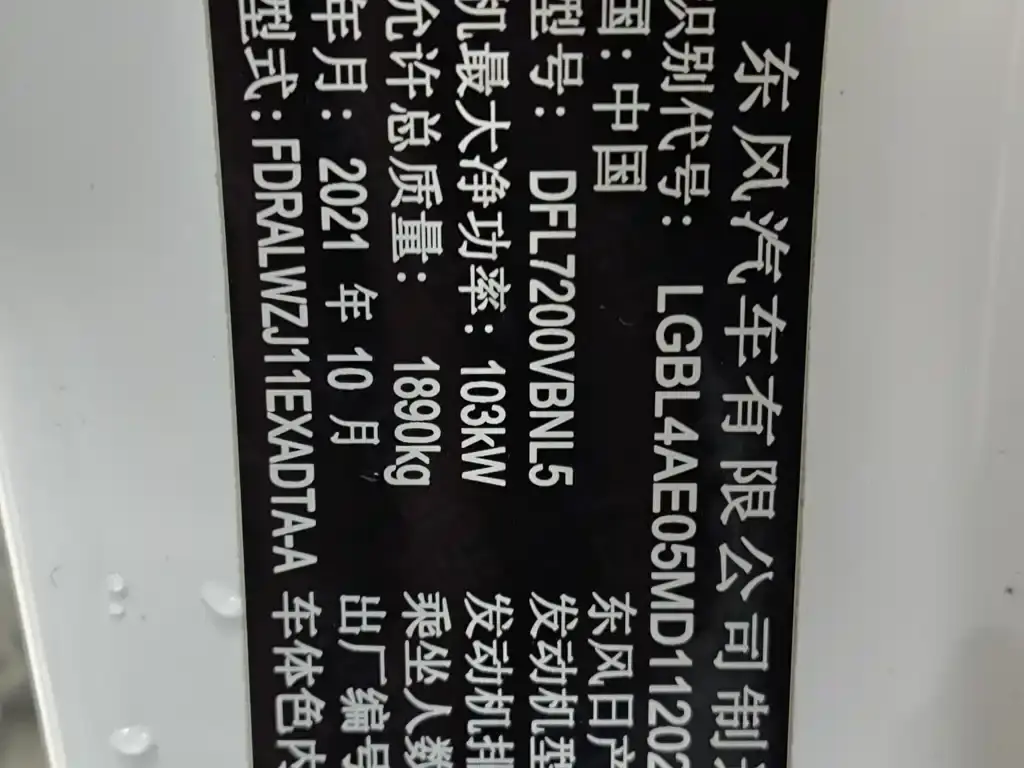 东风汽车有限公司制
识别代号: LGBL4AE05MD11202
国: 中国 东风日产
型号: DFL7200VBNL5 发动机型
机最大净功率: 103kW 发动机排
允许总质量: 1890kg 乘坐人数
年月: 2021 年 10 月 出厂编号
型式: FDRALWZJ1EXADTA-A 车体色内